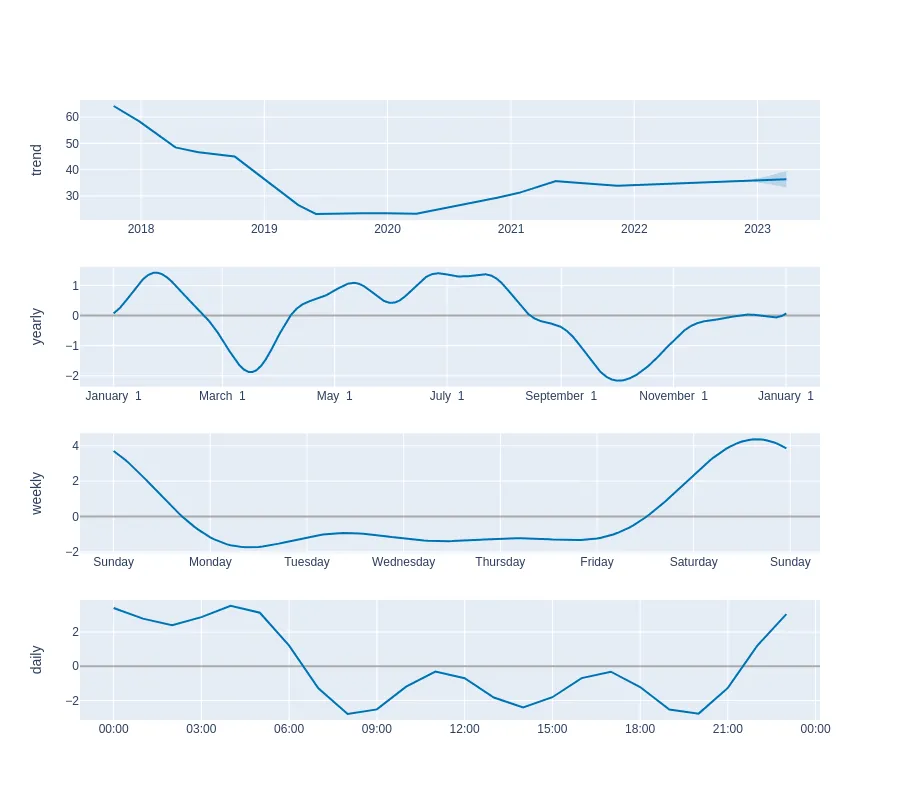 trend
60
50
40
30
2018 2019 2020 2021 2022 2023
yearly
1
0
−1
−2
January 1 March 1 May 1 July 1 September 1 November 1 January 1
weekly
4
2
0
−2
Sunday Monday Tuesday Wednesday Thursday Friday Saturday Sunday
daily
2
0
−2
00:00 03:00 06:00 09:00 12:00 15:00 18:00 21:00 00:00